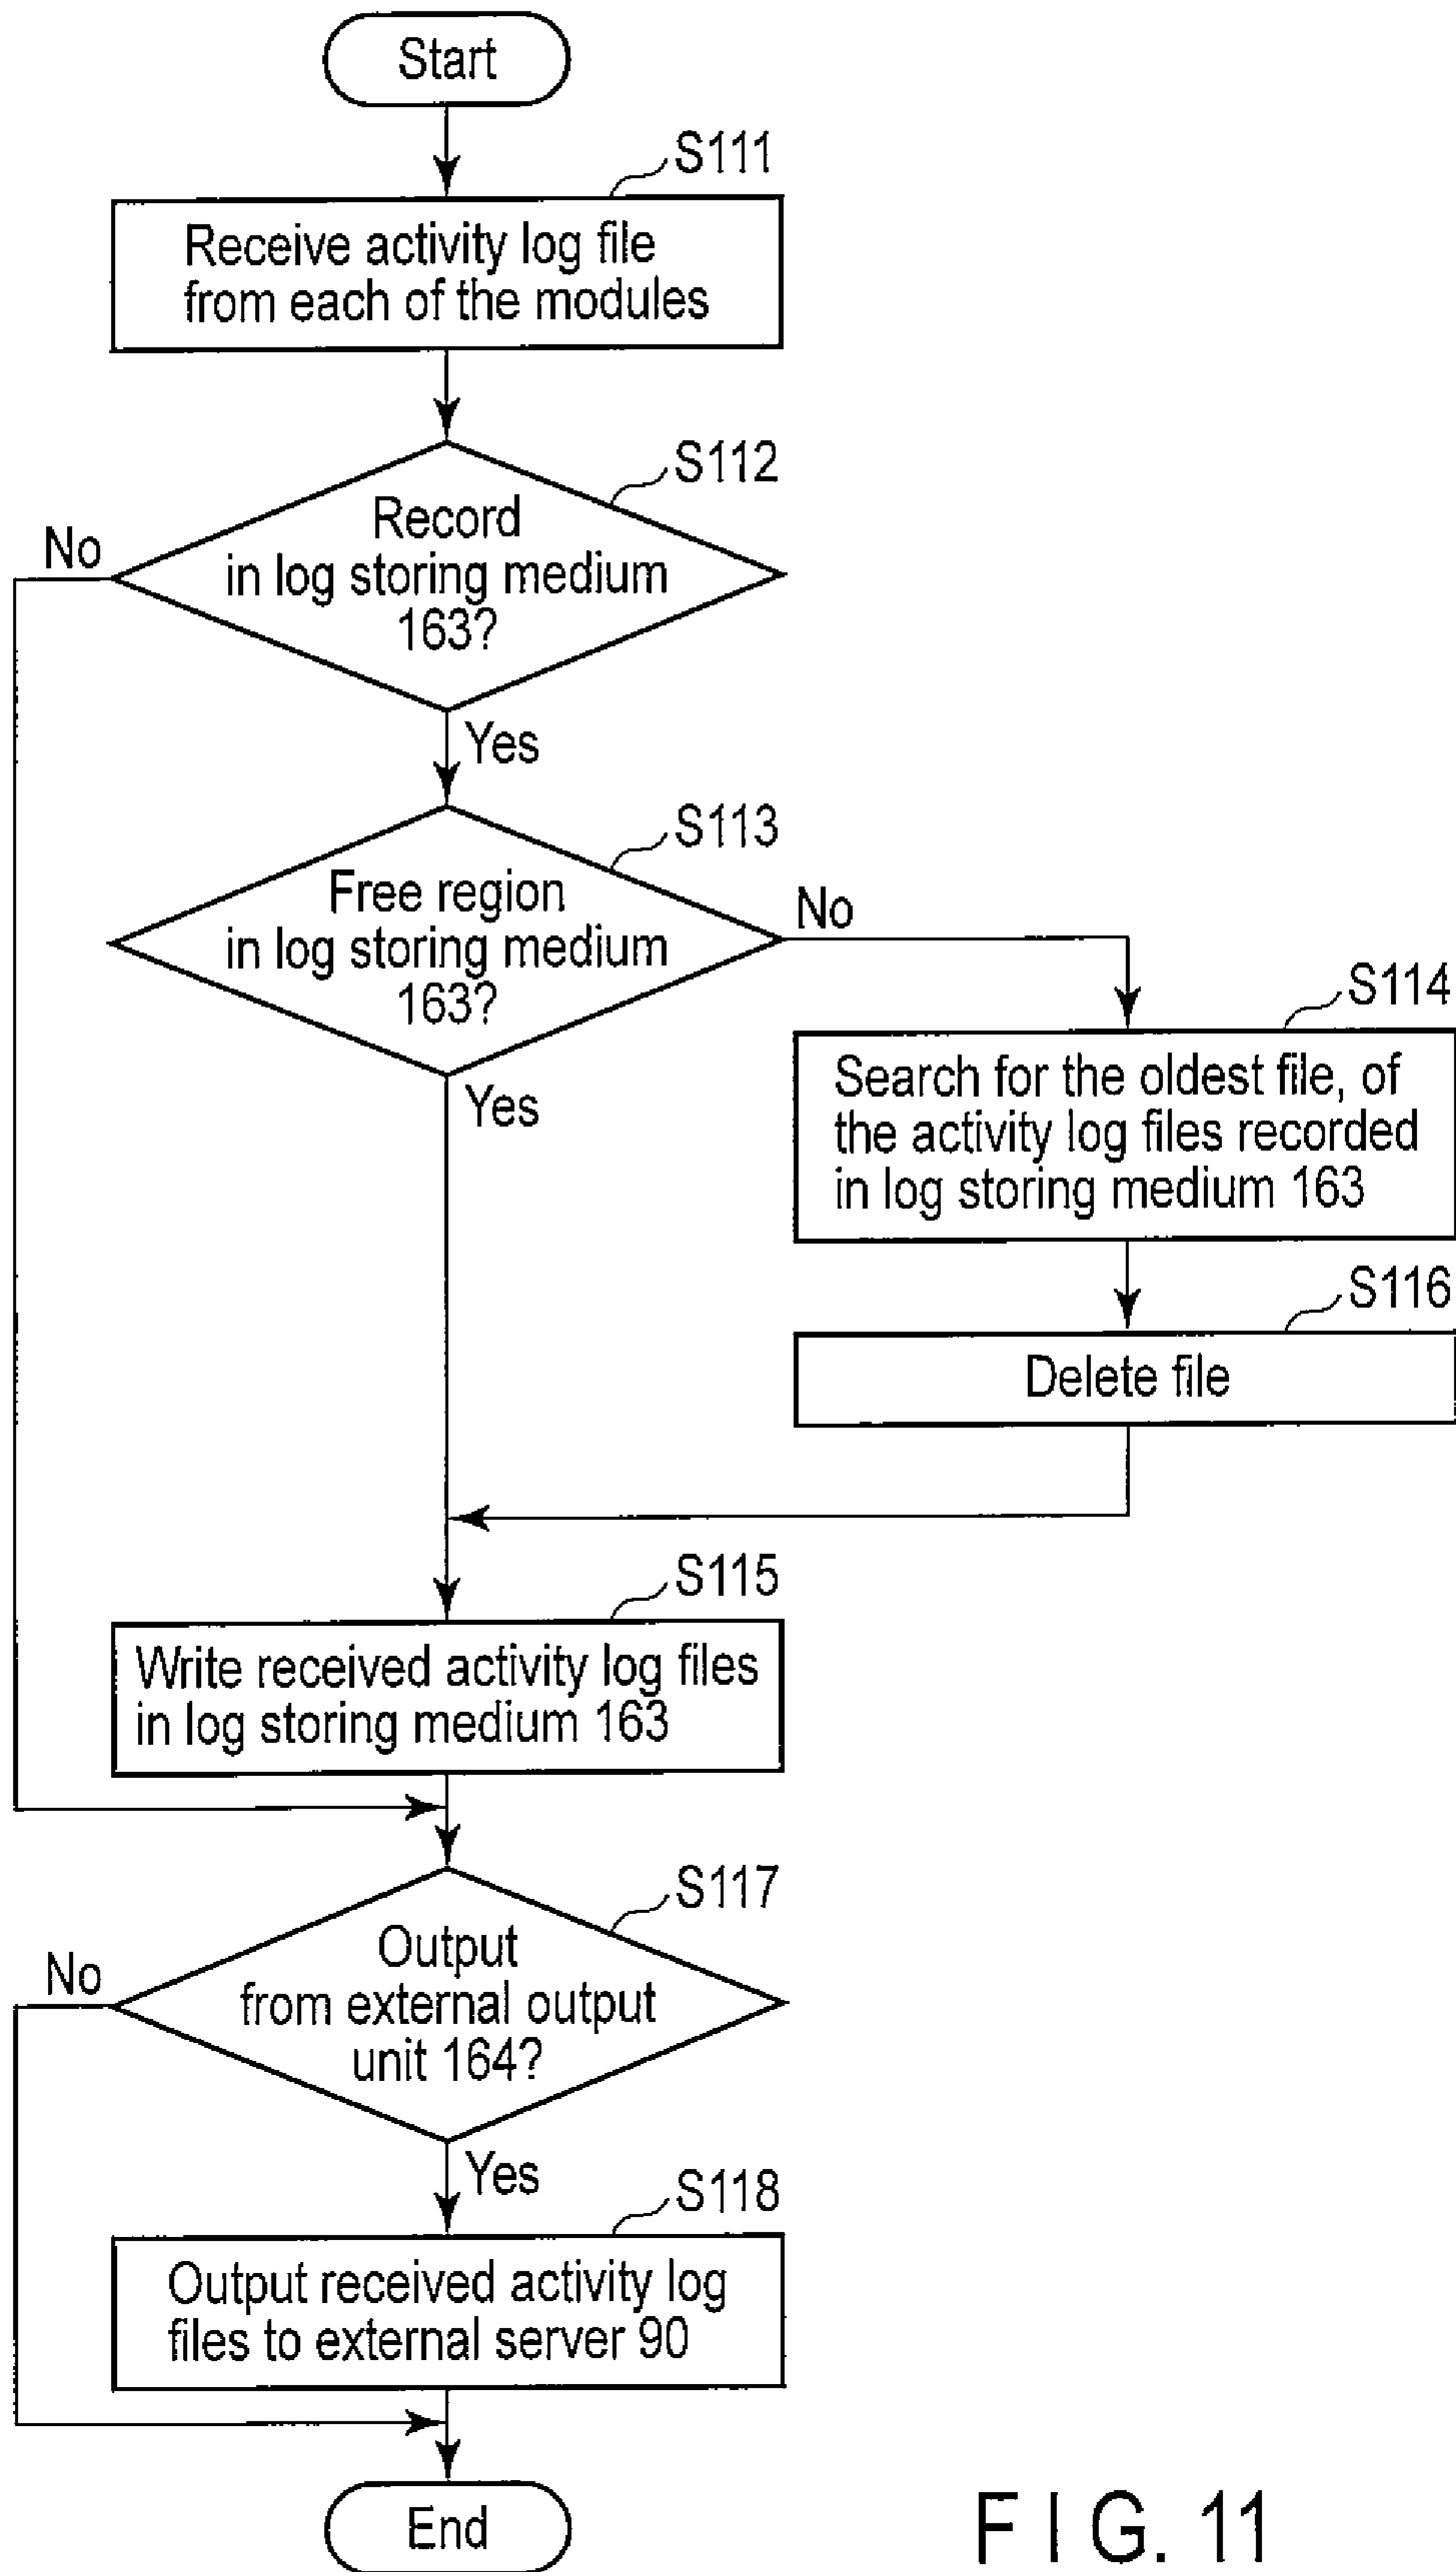 Start
S111
Receive activity log file
from each of the modules
S112
Record
in log storing medium
163?
No
Yes
S113
Free region
in log storing medium
163?
No
Yes
S114
Search for the oldest file, of
the activity log files recorded
in log storing medium 163
S116
Delete file
S115
Write received activity log files
in log storing medium 163
S117
Output
from external output
unit 164?
No
Yes
S118
Output received activity log
files to external server 90
End
FIG. 11